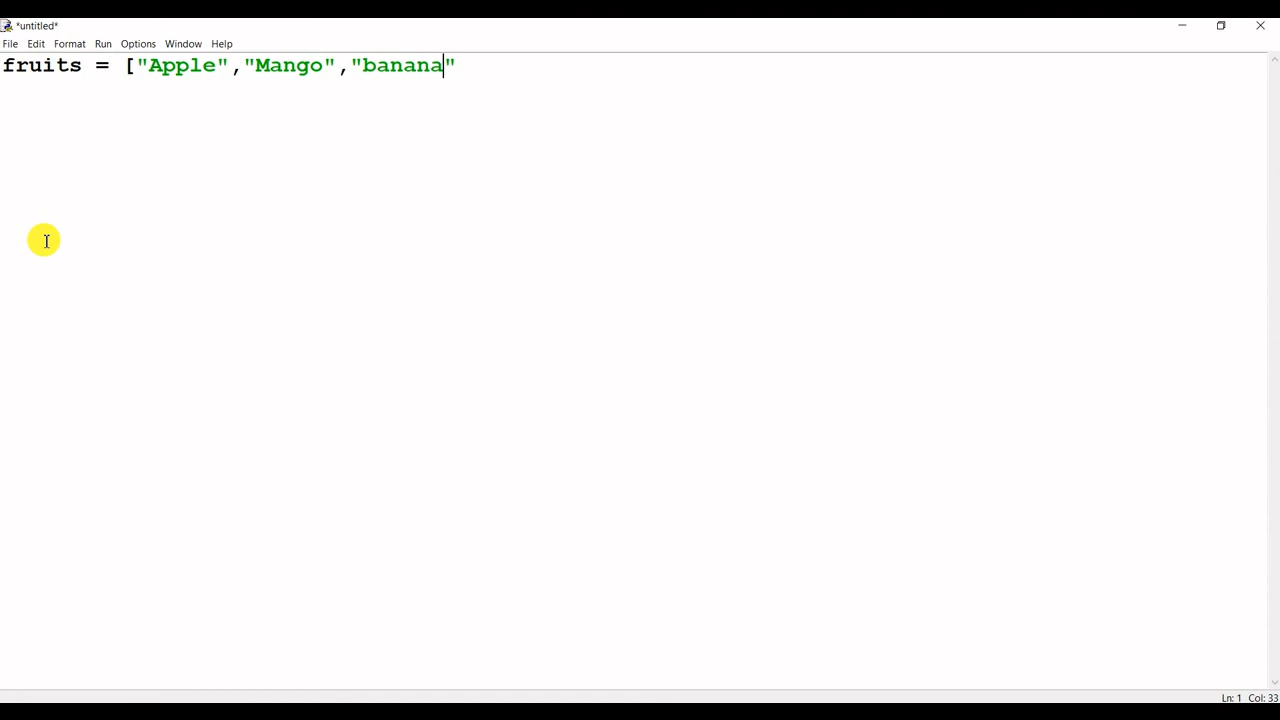 *untitled*
File Edit Format Run Options Window Help
fruits = ["Apple","Mango","banana"
Ln: 1 Col: 33